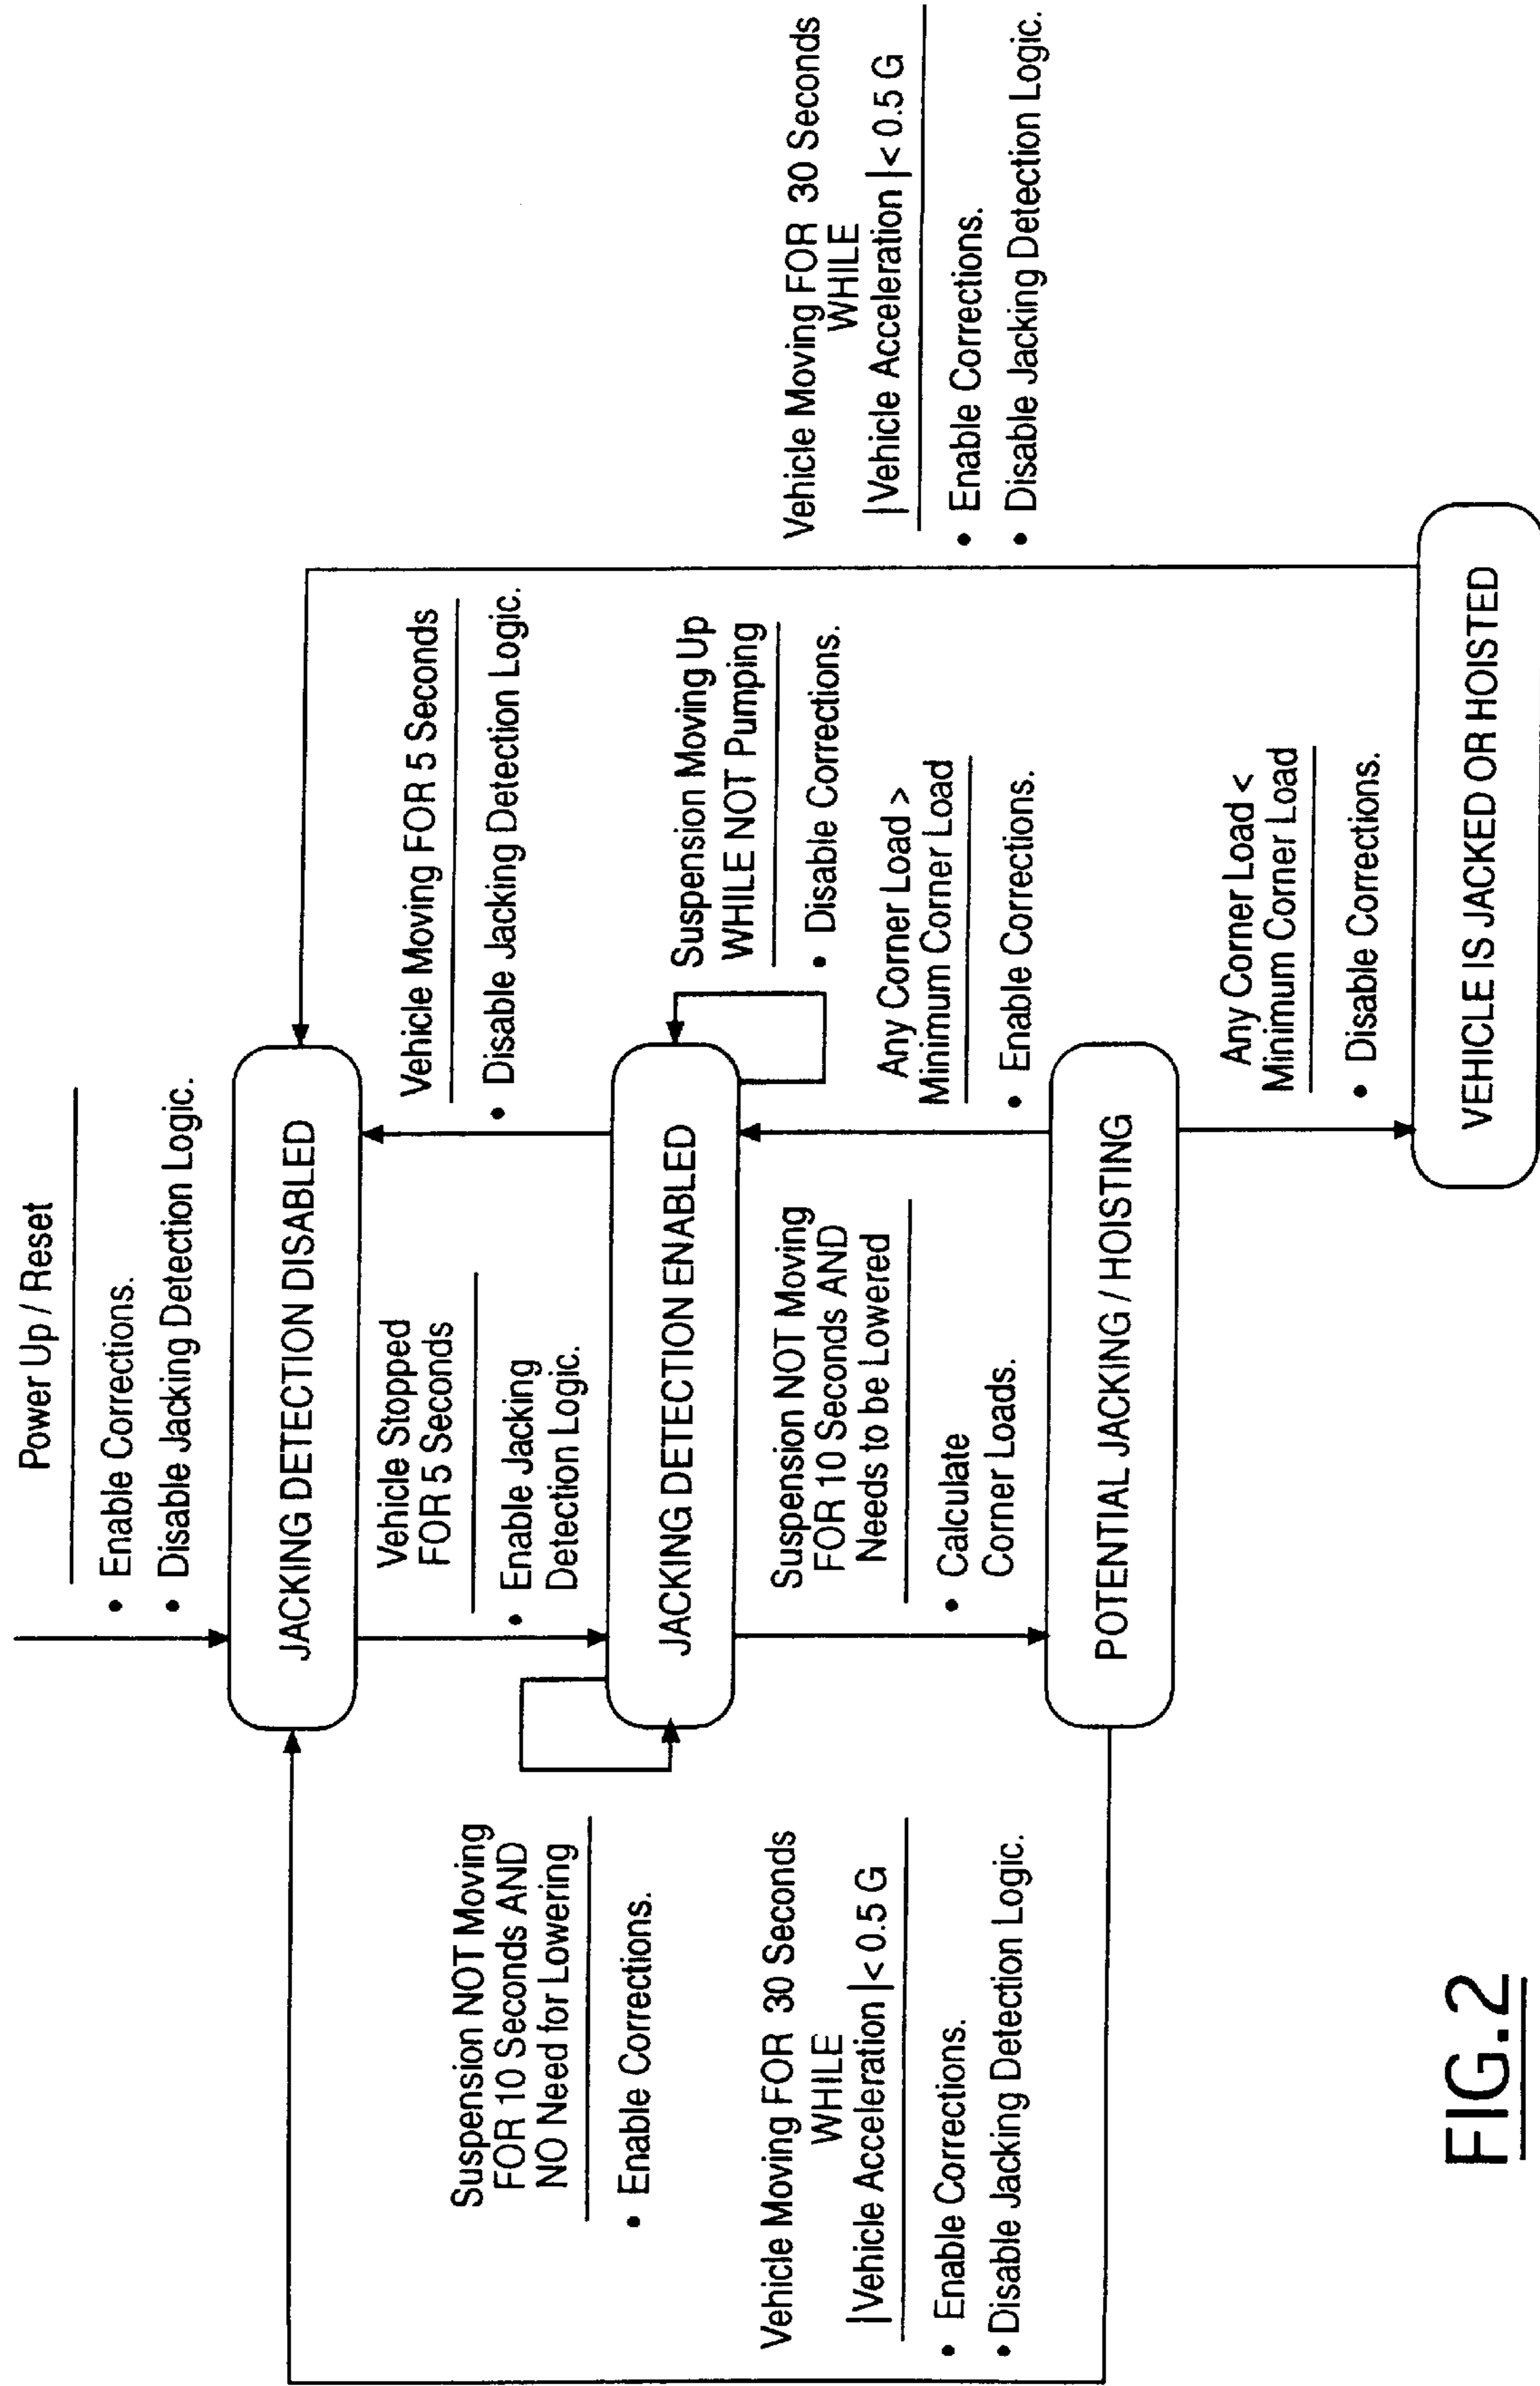 Power Up / Reset
• Enable Corrections.
• Disable Jacking Detection Logic.
JACKING DETECTION DISABLED
Vehicle Stopped
FOR 5 Seconds
• Enable Jacking
Detection Logic.
Vehicle Moving FOR 5 Seconds
• Disable Jacking Detection Logic.
Suspension NOT Moving
FOR 10 Seconds AND
NO Need for Lowering
• Enable Corrections.
JACKING DETECTION ENABLED
Suspension Moving Up
WHILE NOT Pumping
• Disable Corrections.
Vehicle Moving FOR 30 Seconds
WHILE
|Vehicle Acceleration|< 0.5 G
• Enable Corrections.
• Disable Jacking Detection Logic.
Suspension NOT Moving
FOR 10 Seconds AND
Needs to be Lowered
• Calculate
Corner Loads.
Any Corner Load >
Minimum Corner Load
• Enable Corrections.
Vehicle Moving FOR 30 Seconds
WHILE
|Vehicle Acceleration|< 0.5 G
• Enable Corrections.
• Disable Jacking Detection Logic.
POTENTIAL JACKING / HOISTING
Any Corner Load <
Minimum Corner Load
• Disable Corrections.
VEHICLE IS JACKED OR HOISTED
FIG.2